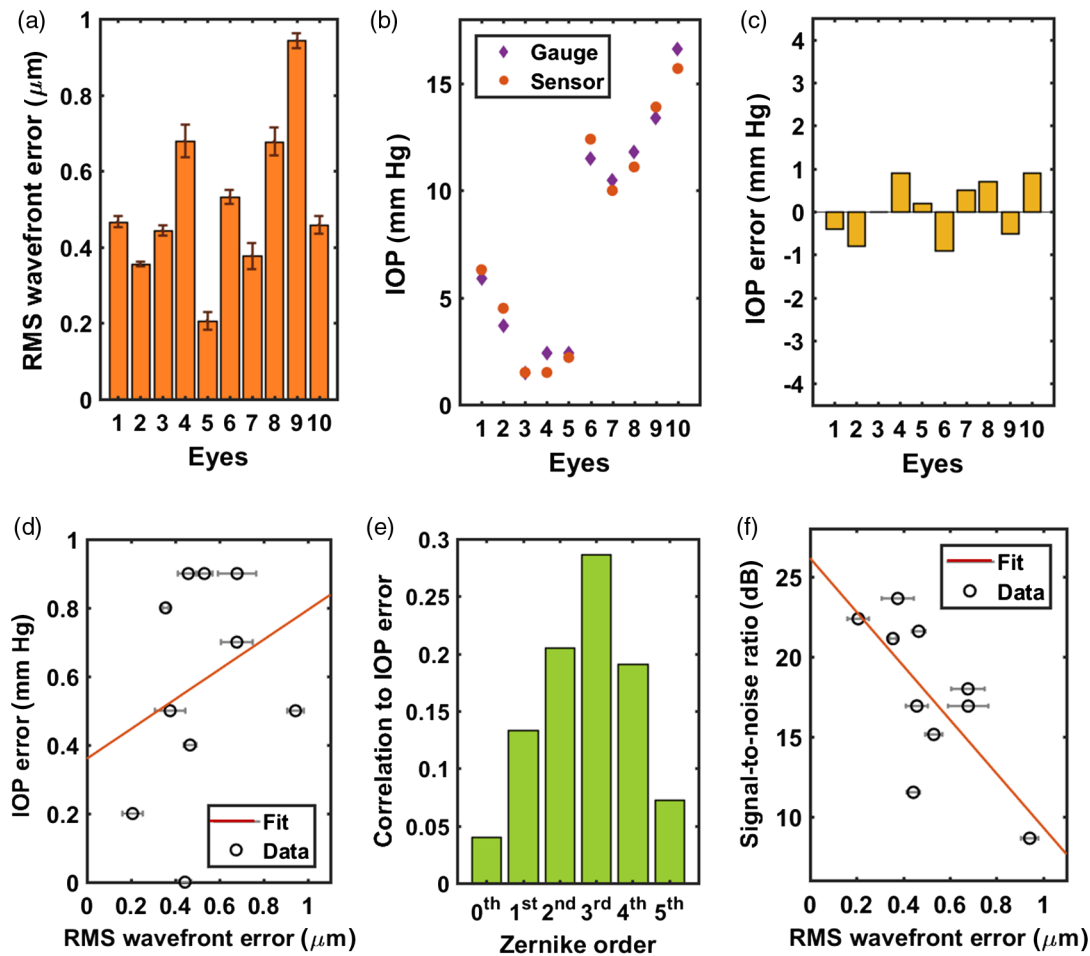 (a)
RMS wavefront error (μm)
1
0.8
0.6
0.4
0.2
0
1 2 3 4 5 6 7 8 9 10
Eyes
(b)
IOP (mm Hg)
15
10
5
0
Gauge
Sensor
1 2 3 4 5 6 7 8 9 10
Eyes
(c)
IOP error (mm Hg)
4
3
2
1
0
-1
-2
-3
-4
1 2 3 4 5 6 7 8 9 10
Eyes
(d)
IOP error (mm Hg)
1
0.8
0.6
0.4
0.2
0
Fit
Data
0 0.2 0.4 0.6 0.8 1
RMS wavefront error (μm)
(e)
Correlation to IOP error
0.3
0.25
0.2
0.15
0.1
0.05
0
0th 1st 2nd 3rd 4th 5th
Zernike order
(f)
Signal-to-noise ratio (dB)
25
20
15
10
Fit
Data
0 0.2 0.4 0.6 0.8 1
RMS wavefront error (μm)